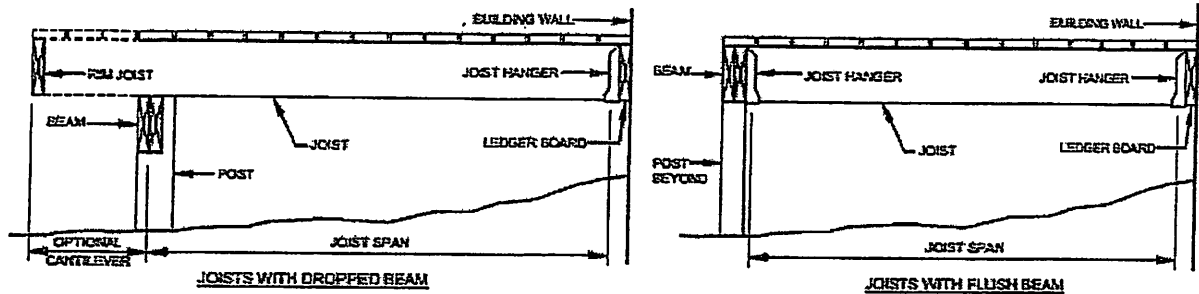 BUILDING WALL
RIM JOIST
JOIST HANGER
BEAM
JOIST
LEDGER BOARD
POST
OPTIONAL
CANTILEVER
JOIST SPAN
JOISTS WITH DROPPED BEAM
BUILDING WALL
BEAM
JOIST HANGER
JOIST HANGER
JOIST
LEDGER BOARD
POST
BEYOND
JOIST SPAN
JOISTS WITH FLUSH BEAM